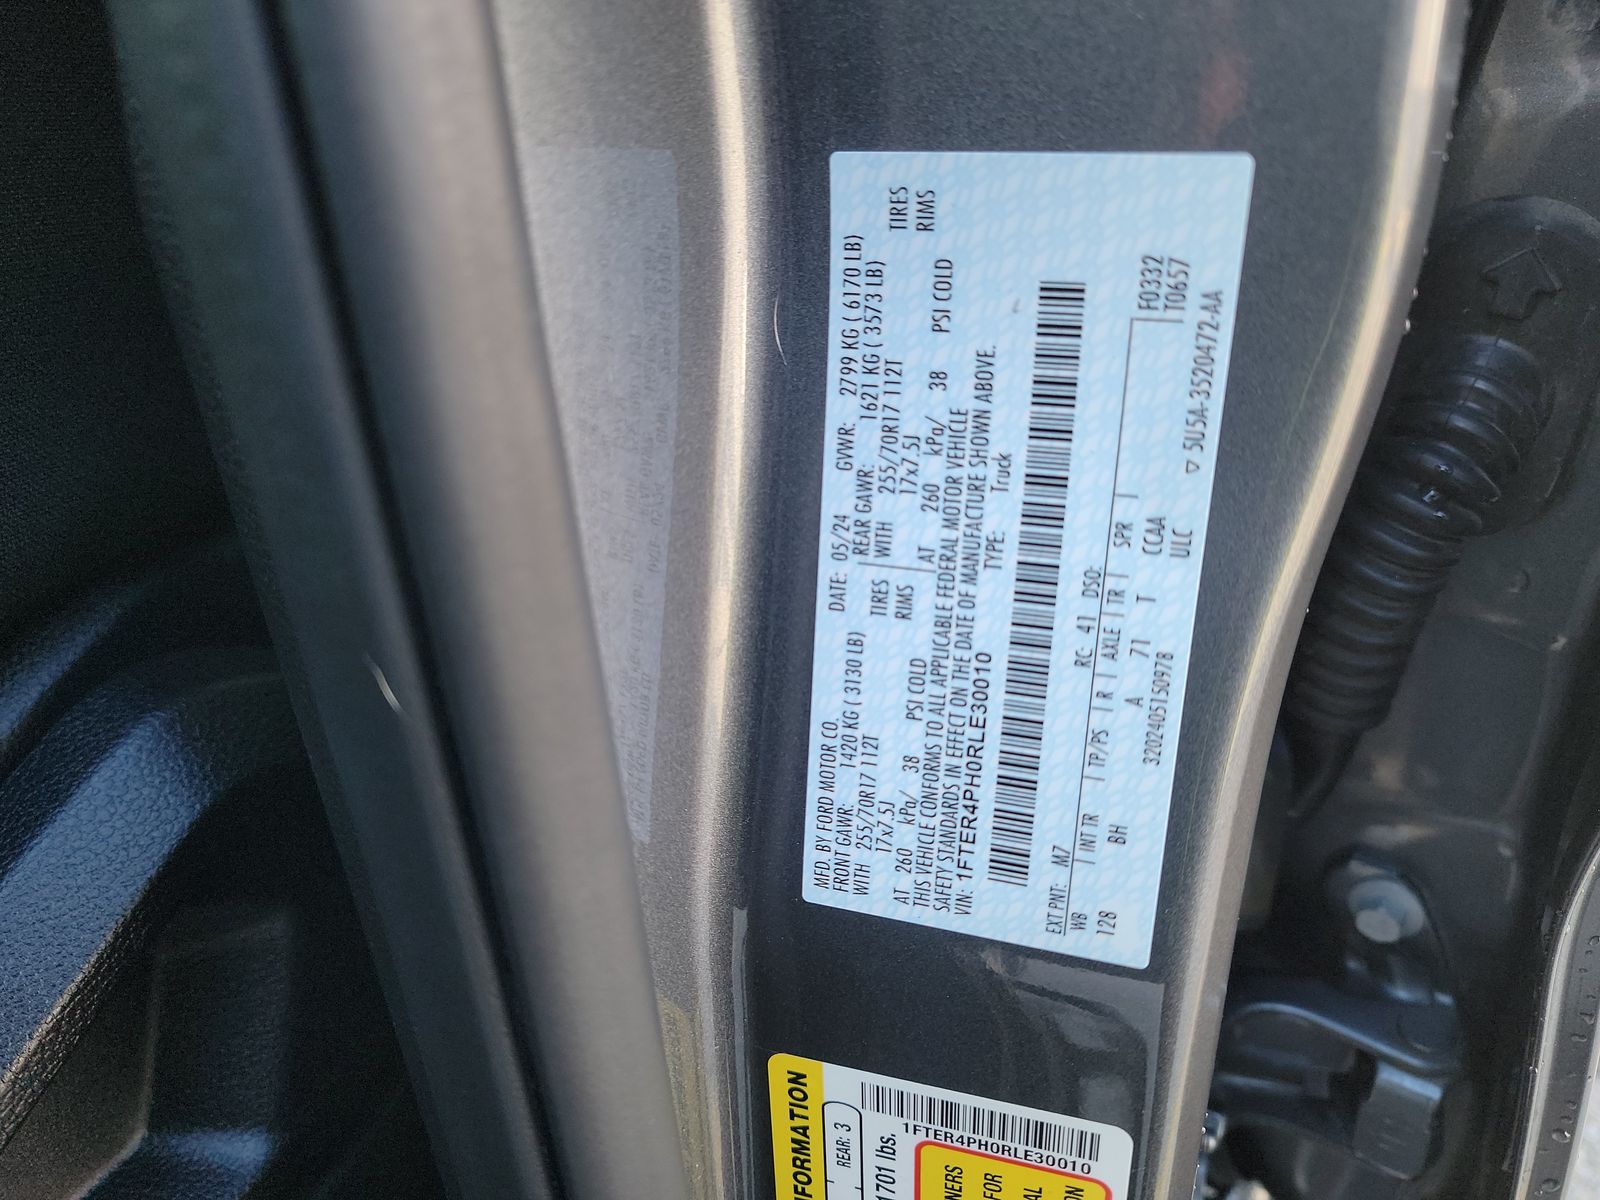 MFD. BY FORD MOTOR CO. DATE: 05/24 GVWR: 2799 KG ( 6170 LB)
FRONT GAWR: 1420 KG ( 3130 LB) REAR GAWR: 1621 KG ( 3573 LB)
WITH 255/70R17 112T TIRES WITH 255/70R17 112T TIRES
17x7.5J RIMS 17x7.5J RIMS
AT 260 kPa/ 38 PSI COLD AT 260 kPa/ 38 PSI COLD
THIS VEHICLE CONFORMS TO ALL APPLICABLE FEDERAL MOTOR VEHICLE
SAFETY STANDARDS IN EFFECT ON THE DATE OF MANUFACTURE SHOWN ABOVE.
VIN: 1FTER4PH0RLE30010 TYPE: Truck
EXT PNT: M7 RC: 41 DSO: F0332
WB INT TR TP/PS R AXLE TR SPR T0657
128 BH A 71 T CCAA
3202405150978 ULC
▽ 5U5A-3520472-AA
FORMATION
REAR: 3
1701 lbs.
1FTER4PH0RLE30010